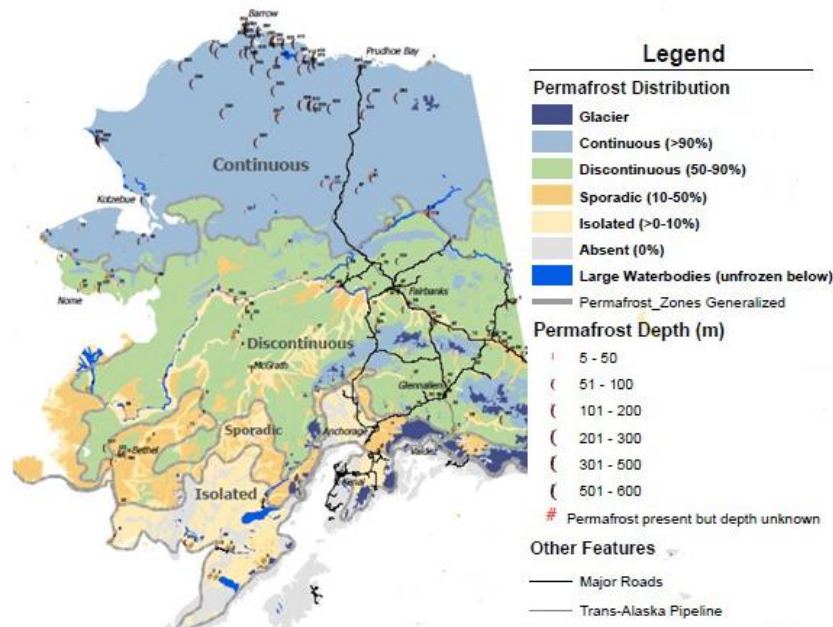 Barrow
Prudhoe Bay
Continuous
Kotzebue
Nome
Fairbanks
Discontinuous
McGrath
Glennallen
Sporadic
Anchorage
Valdez
Bethel
Kenai
Isolated
Legend
Permafrost Distribution
Glacier
Continuous (>90%)
Discontinuous (50-90%)
Sporadic (10-50%)
Isolated (>0-10%)
Absent (0%)
Large Waterbodies (unfrozen below)
Permafrost_Zones Generalized
Permafrost Depth (m)
5 - 50
51 - 100
101 - 200
201 - 300
301 - 500
501 - 600
# Permafrost present but depth unknown
Other Features
Major Roads
Trans-Alaska Pipeline